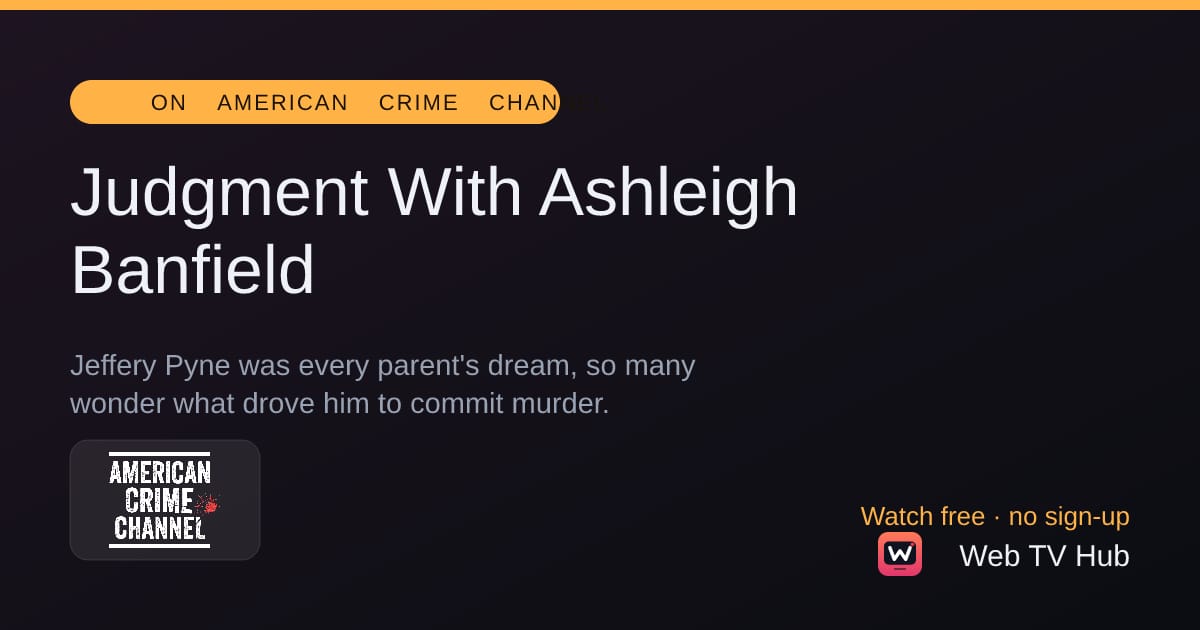 ON AMERICAN CRIME CHANNEL
Judgment With Ashleigh
Banfield
Jeffery Pyne was every parent's dream, so many
wonder what drove him to commit murder.
AMERICAN
CRIME
CHANNEL
Watch free · no sign-up
W
Web TV Hub